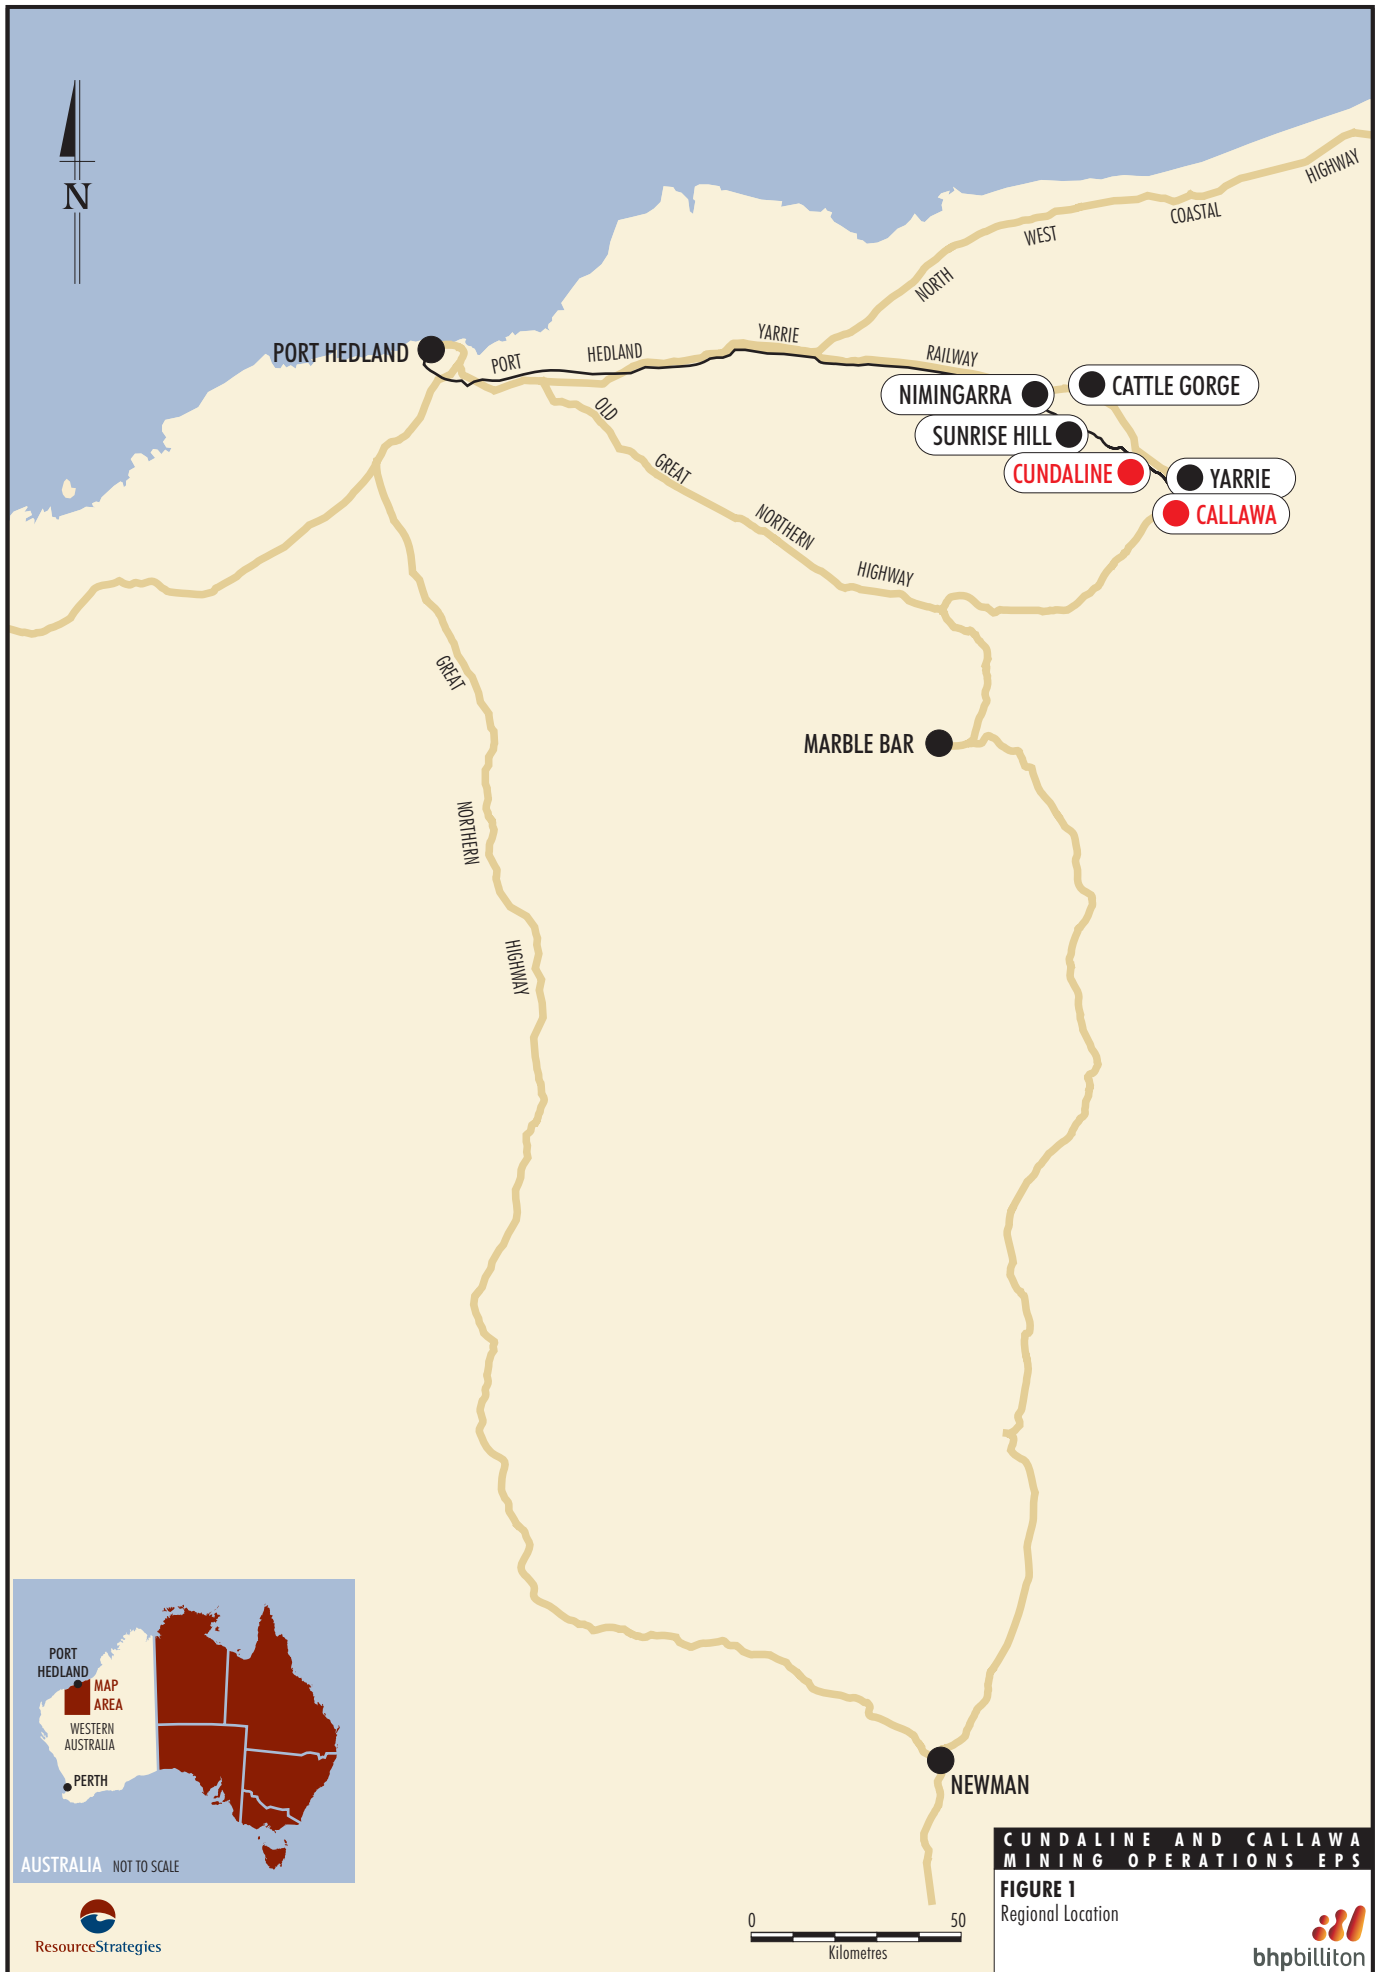 N
HIGHWAY
COASTAL
WEST
NORTH
PORT HEDLAND
PORT
HEDLAND
YARRIE
RAILWAY
NIMINGARRA
CATTLE GORGE
SUNRISE HILL
CUNDALINE
YARRIE
CALLAWA
OLD
GREAT
NORTHERN
HIGHWAY
GREAT
NORTHERN
HIGHWAY
MARBLE BAR
NEWMAN
PORT
HEDLAND
MAP
AREA
WESTERN
AUSTRALIA
PERTH
AUSTRALIA NOT TO SCALE
ResourceStrategies
0 50
Kilometres
CUNDALINE AND CALLAWA
MINING OPERATIONS EPS
FIGURE 1
Regional Location
bhpbilliton